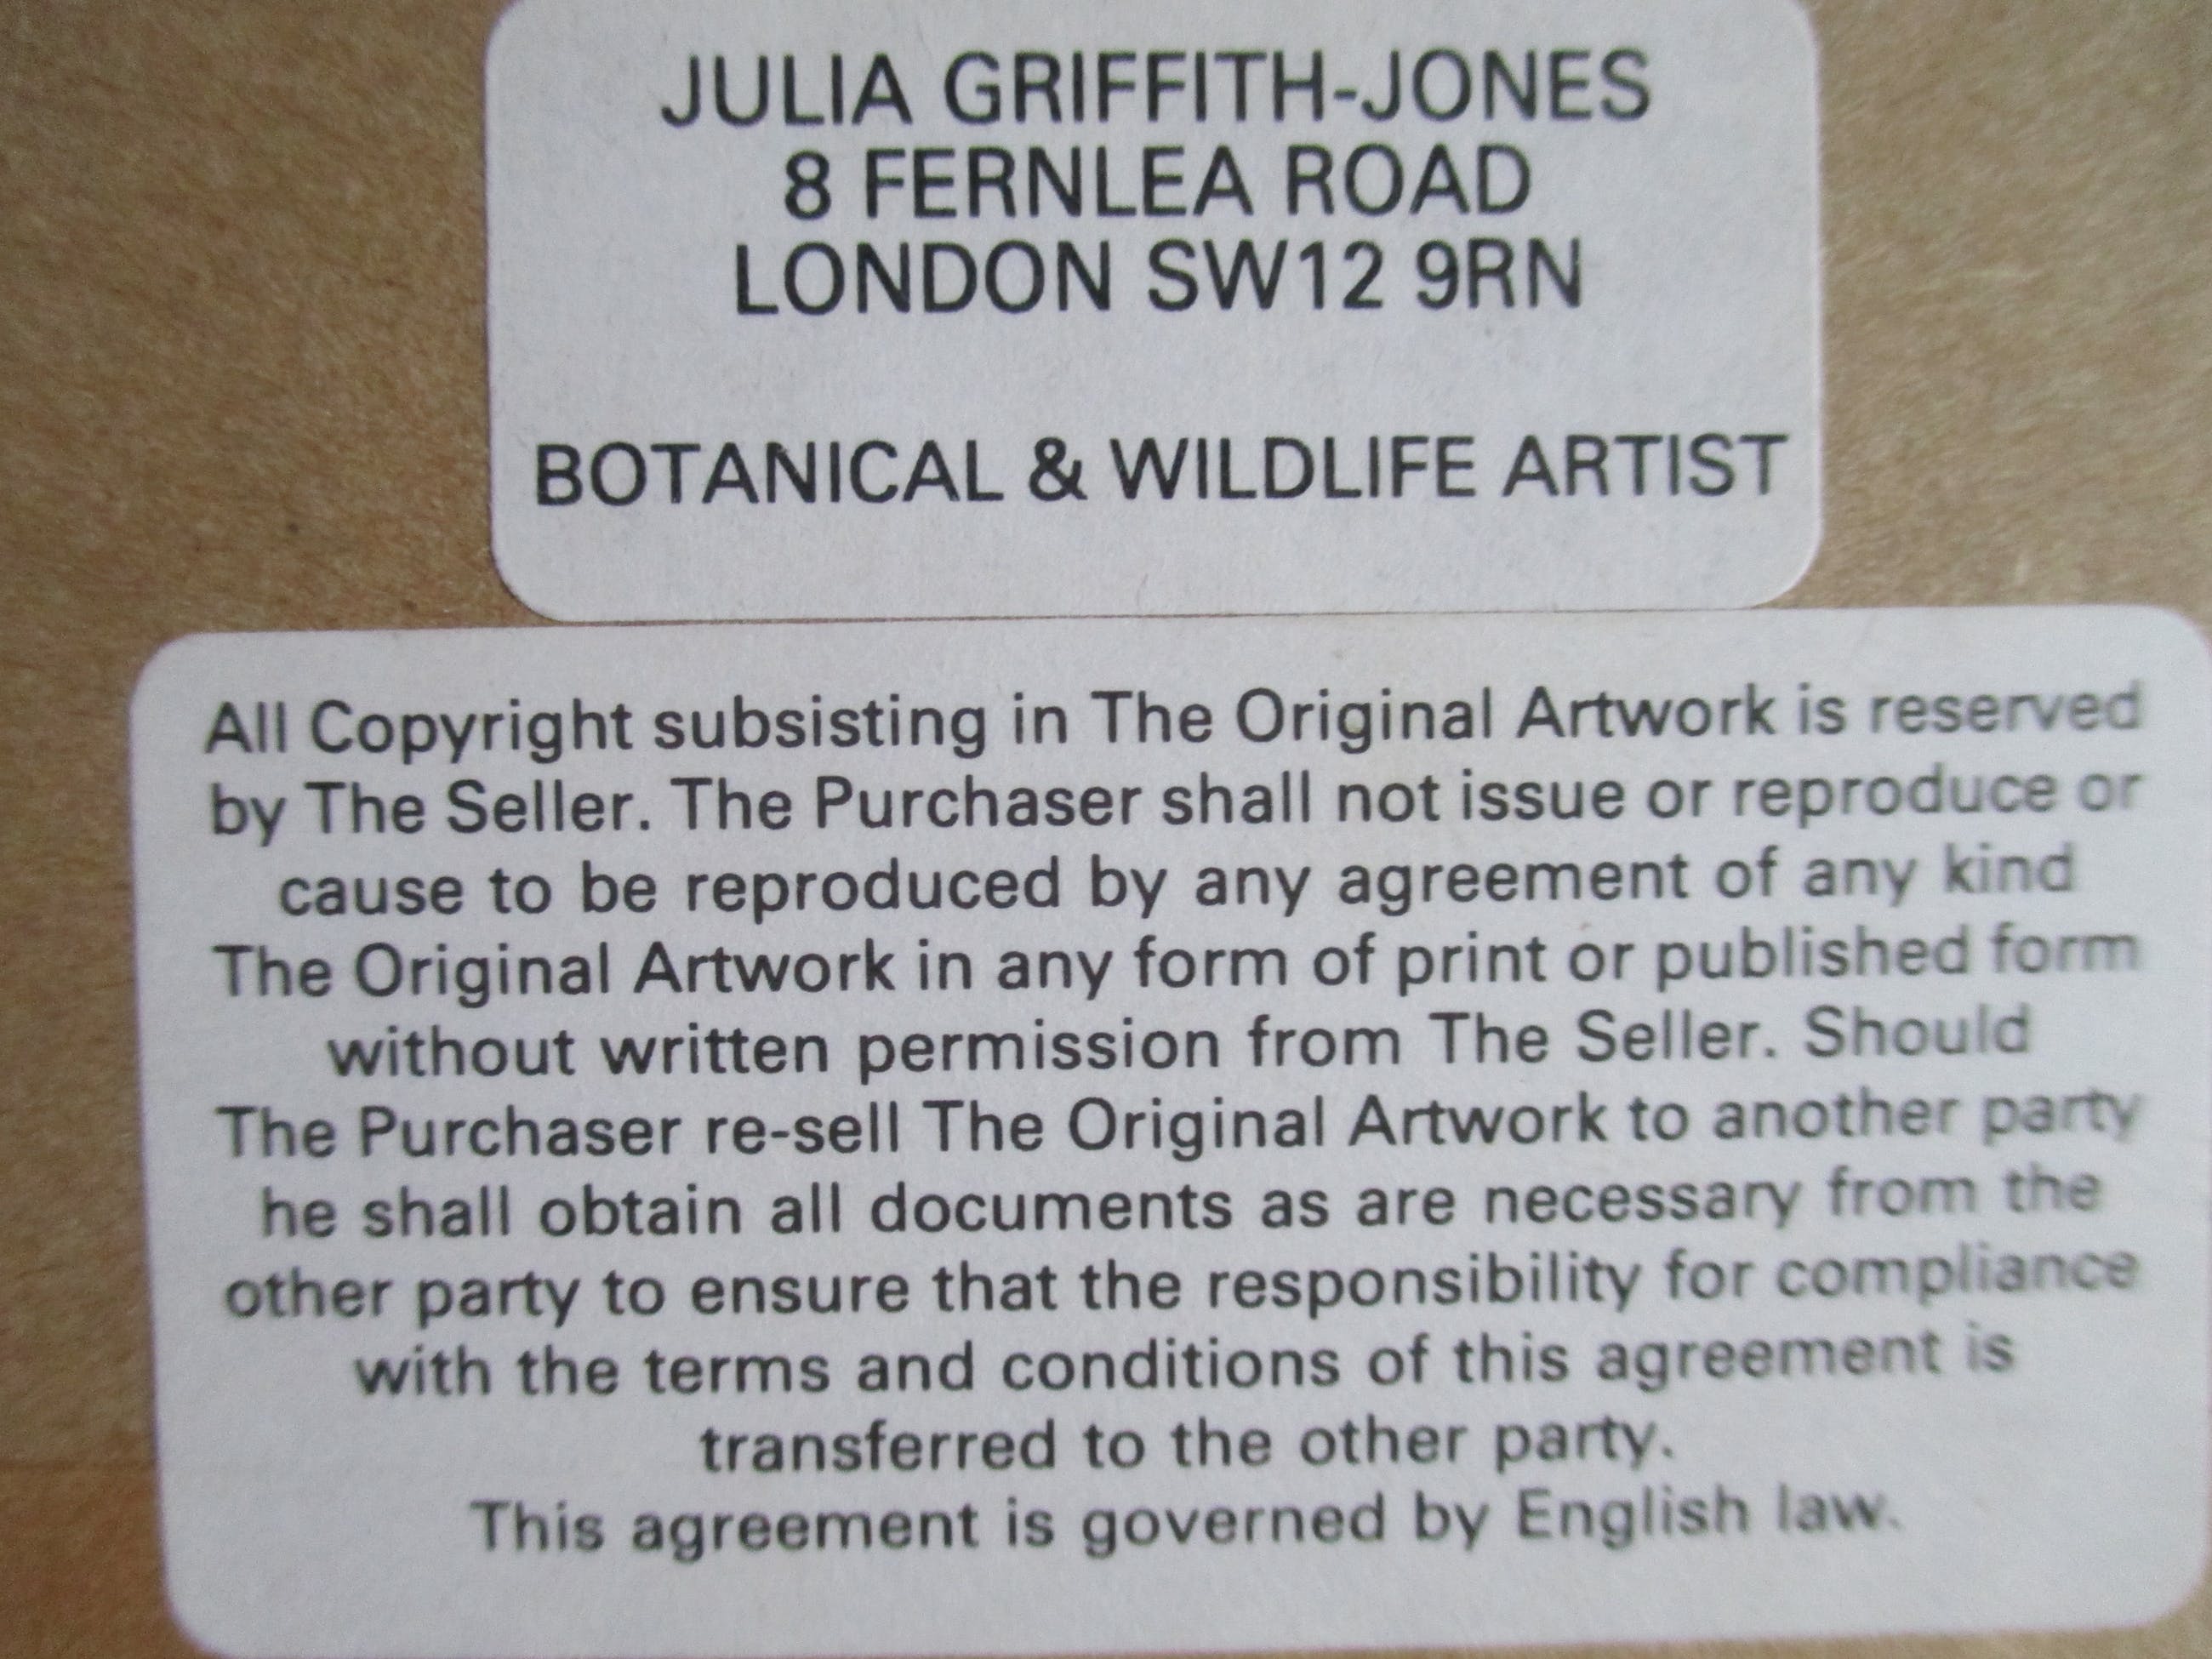 JULIA GRIFFITH-JONES
8 FERNLEA ROAD
LONDON SW12 9RN
BOTANICAL & WILDLIFE ARTIST
All Copyright subsisting in The Original Artwork is reserved
by The Seller. The Purchaser shall not issue or reproduce or
cause to be reproduced by any agreement of any kind
The Original Artwork in any form of print or published form
without written permission from The Seller. Should
The Purchaser re-sell The Original Artwork to another party
he shall obtain all documents as are necessary from the
other party to ensure that the responsibility for compliance
with the terms and conditions of this agreement is
transferred to the other party.
This agreement is governed by English law.